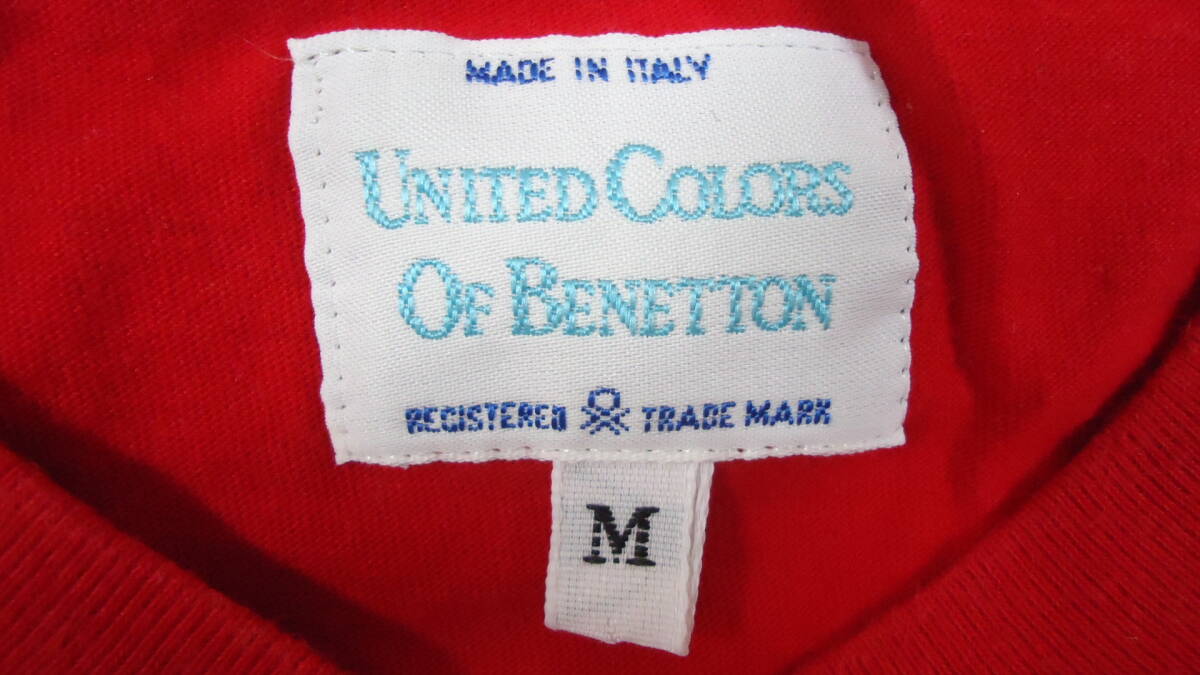 MADE IN ITALY
UNITED COLORS
OF BENETTON
REGISTERED TRADE MARK
M